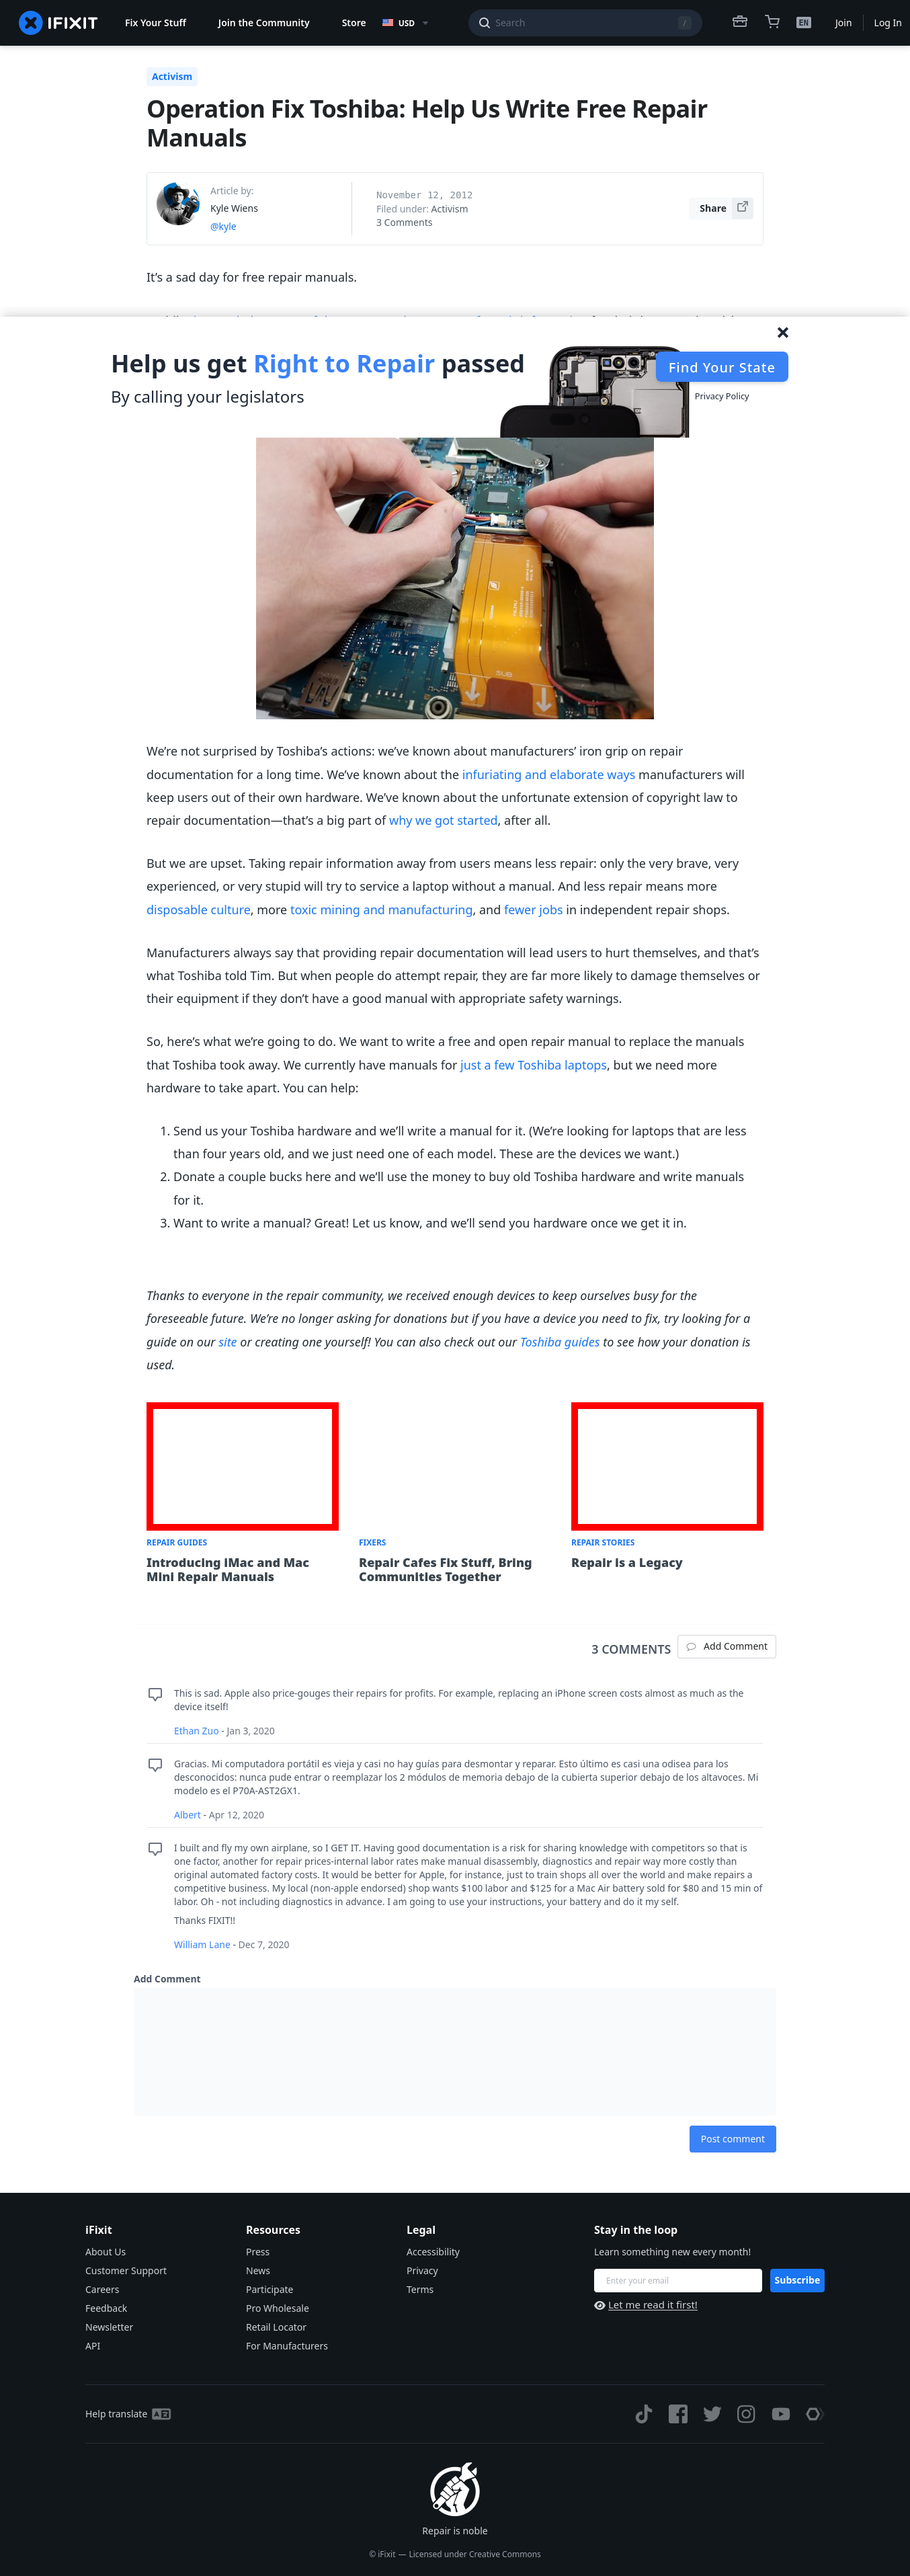 IFIXIT
Fix Your Stuff
Join the Community
Store
USD
Search
/
EN
Join
Log In
Activism
Operation Fix Toshiba: Help Us Write Free Repair
Manuals
Article by:
Kyle Wiens
@kyle
November 12, 2012
Filed under: Activism
3 Comments
Share
It’s a sad day for free repair manuals.
Help us get Right to Repair passed
By calling your legislators
Find Your State
Privacy Policy
We’re not surprised by Toshiba’s actions: we’ve known about manufacturers’ iron grip on repair
documentation for a long time. We’ve known about the infuriating and elaborate ways manufacturers will
keep users out of their own hardware. We’ve known about the unfortunate extension of copyright law to
repair documentation—that’s a big part of why we got started, after all.
But we are upset. Taking repair information away from users means less repair: only the very brave, very
experienced, or very stupid will try to service a laptop without a manual. And less repair means more
disposable culture, more toxic mining and manufacturing, and fewer jobs in independent repair shops.
Manufacturers always say that providing repair documentation will lead users to hurt themselves, and that’s
what Toshiba told Tim. But when people do attempt repair, they are far more likely to damage themselves or
their equipment if they don’t have a good manual with appropriate safety warnings.
So, here’s what we’re going to do. We want to write a free and open repair manual to replace the manuals
that Toshiba took away. We currently have manuals for just a few Toshiba laptops, but we need more
hardware to take apart. You can help:
1. Send us your Toshiba hardware and we’ll write a manual for it. (We’re looking for laptops that are less
than four years old, and we just need one of each model. These are the devices we want.)
2. Donate a couple bucks here and we’ll use the money to buy old Toshiba hardware and write manuals
for it.
3. Want to write a manual? Great! Let us know, and we’ll send you hardware once we get it in.
Thanks to everyone in the repair community, we received enough devices to keep ourselves busy for the
foreseeable future. We’re no longer asking for donations but if you have a device you need to fix, try looking for a
guide on our site or creating one yourself! You can also check out our Toshiba guides to see how your donation is
used.
REPAIR GUIDES
Introducing iMac and Mac
Mini Repair Manuals
FIXERS
Repair Cafes Fix Stuff, Bring
Communities Together
REPAIR STORIES
Repair is a Legacy
3 COMMENTS
Add Comment
This is sad. Apple also price-gouges their repairs for profits. For example, replacing an iPhone screen costs almost as much as the
device itself!
Ethan Zuo - Jan 3, 2020
Gracias. Mi computadora portátil es vieja y casi no hay guías para desmontar y reparar. Esto último es casi una odisea para los
desconocidos: nunca pude entrar o reemplazar los 2 módulos de memoria debajo de la cubierta superior debajo de los altavoces. Mi
modelo es el P70A-AST2GX1.
Albert - Apr 12, 2020
I built and fly my own airplane, so I GET IT. Having good documentation is a risk for sharing knowledge with competitors so that is
one factor, another for repair prices-internal labor rates make manual disassembly, diagnostics and repair way more costly than
original automated factory costs. It would be better for Apple, for instance, just to train shops all over the world and make repairs a
competitive business. My local (non-apple endorsed) shop wants $100 labor and $125 for a Mac Air battery sold for $80 and 15 min of
labor. Oh - not including diagnostics in advance. I am going to use your instructions, your battery and do it my self.
Thanks FIXIT!!
William Lane - Dec 7, 2020
Add Comment
Post comment
iFixit
About Us
Customer Support
Careers
Feedback
Newsletter
API
Resources
Press
News
Participate
Pro Wholesale
Retail Locator
For Manufacturers
Legal
Accessibility
Privacy
Terms
Stay in the loop
Learn something new every month!
Enter your email
Subscribe
Let me read it first!
Help translate
Repair is noble
© iFixit — Licensed under Creative Commons